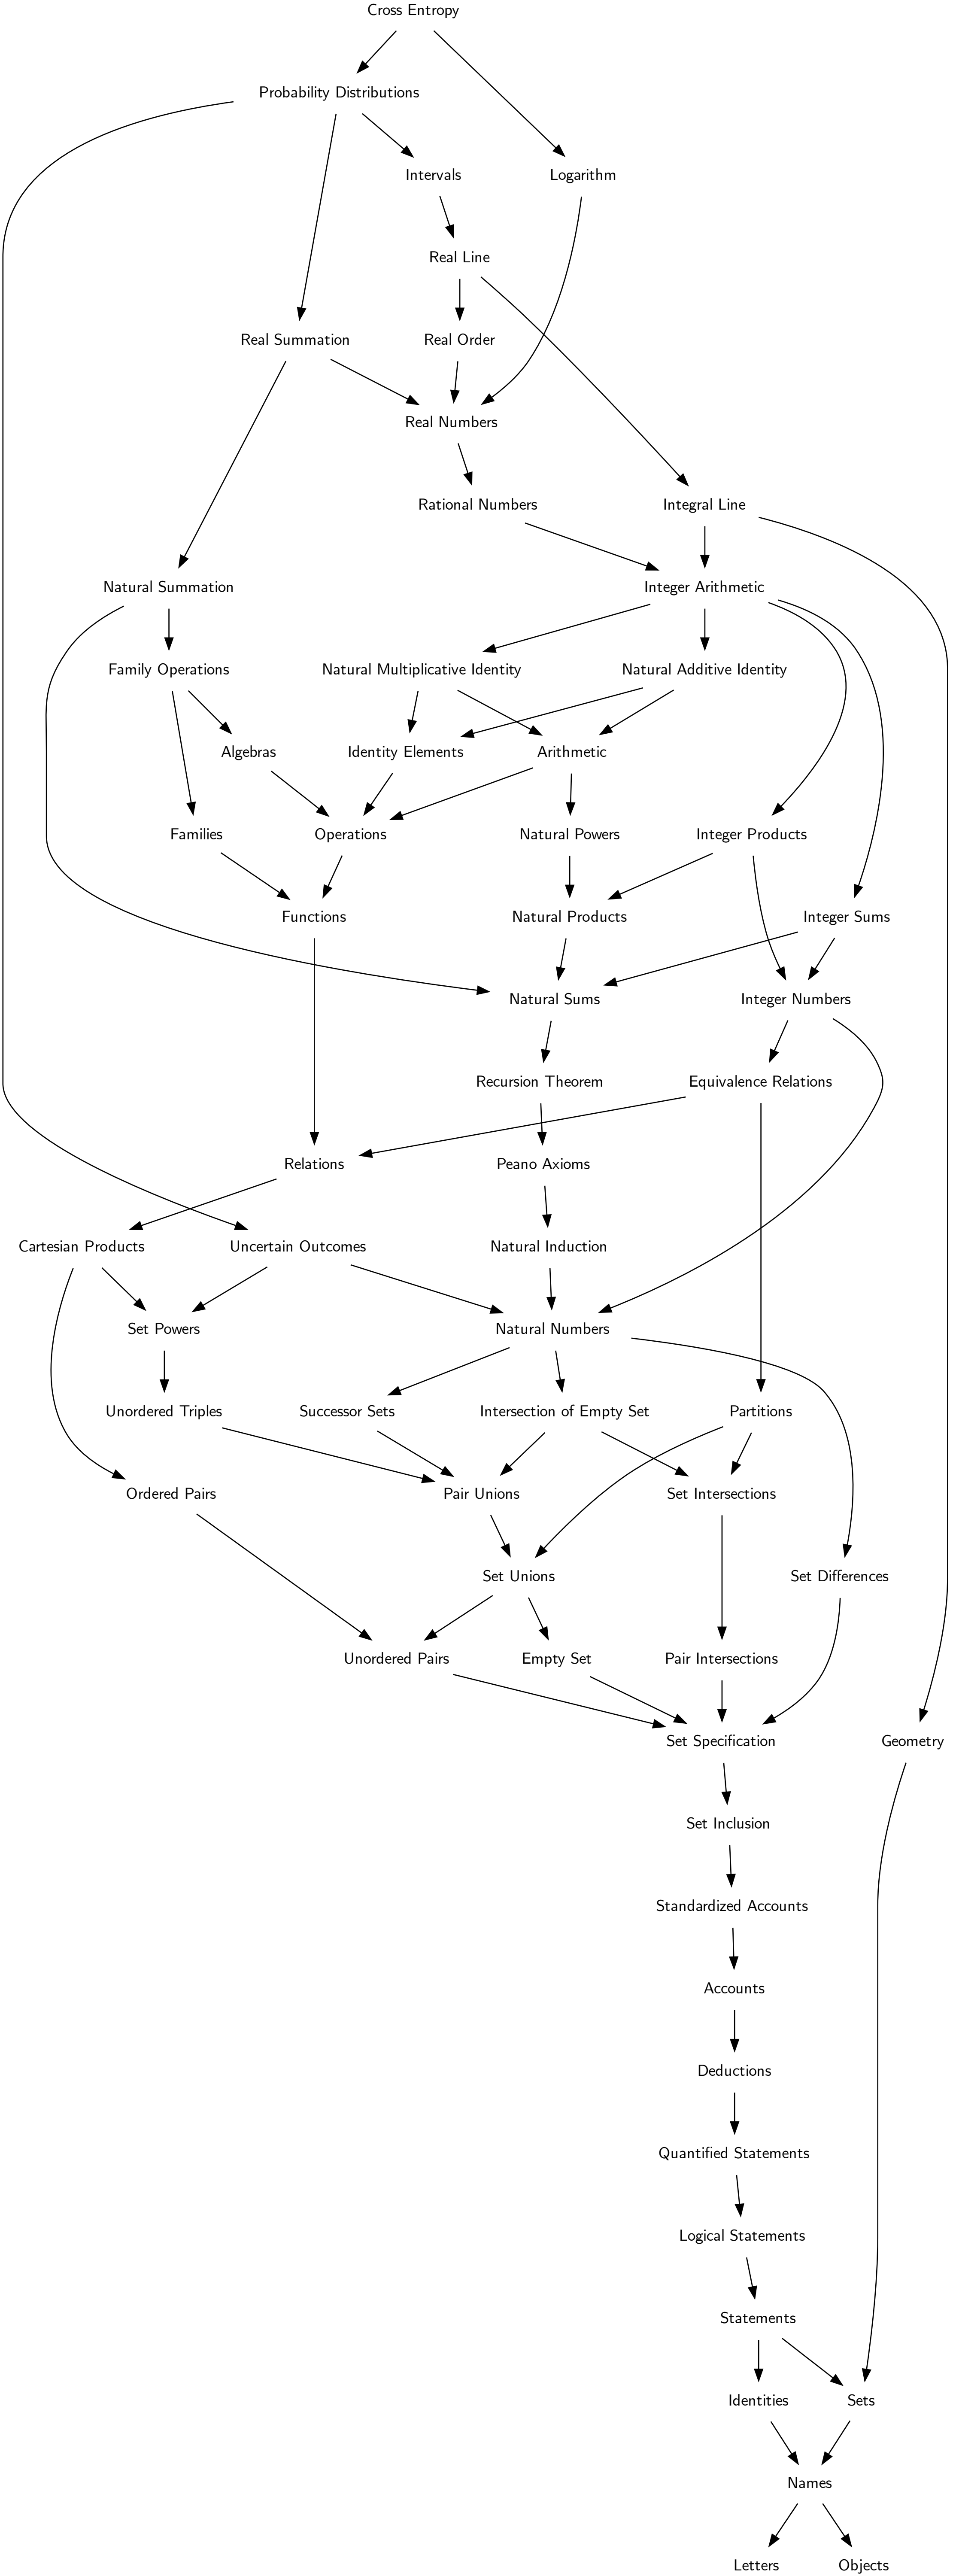 Cross Entropy
Probability Distributions
Intervals
Logarithm
Real Line
Real Summation
Real Order
Real Numbers
Rational Numbers
Integral Line
Natural Summation
Integer Arithmetic
Family Operations
Natural Multiplicative Identity
Natural Additive Identity
Algebras
Identity Elements
Arithmetic
Families
Operations
Natural Powers
Integer Products
Functions
Natural Products
Integer Sums
Natural Sums
Integer Numbers
Recursion Theorem
Equivalence Relations
Relations
Peano Axioms
Cartesian Products
Uncertain Outcomes
Natural Induction
Set Powers
Natural Numbers
Unordered Triples
Successor Sets
Intersection of Empty Set
Partitions
Ordered Pairs
Pair Unions
Set Intersections
Set Unions
Set Differences
Unordered Pairs
Empty Set
Pair Intersections
Set Specification
Geometry
Set Inclusion
Standardized Accounts
Accounts
Deductions
Quantified Statements
Logical Statements
Statements
Identities
Sets
Names
Letters
Objects